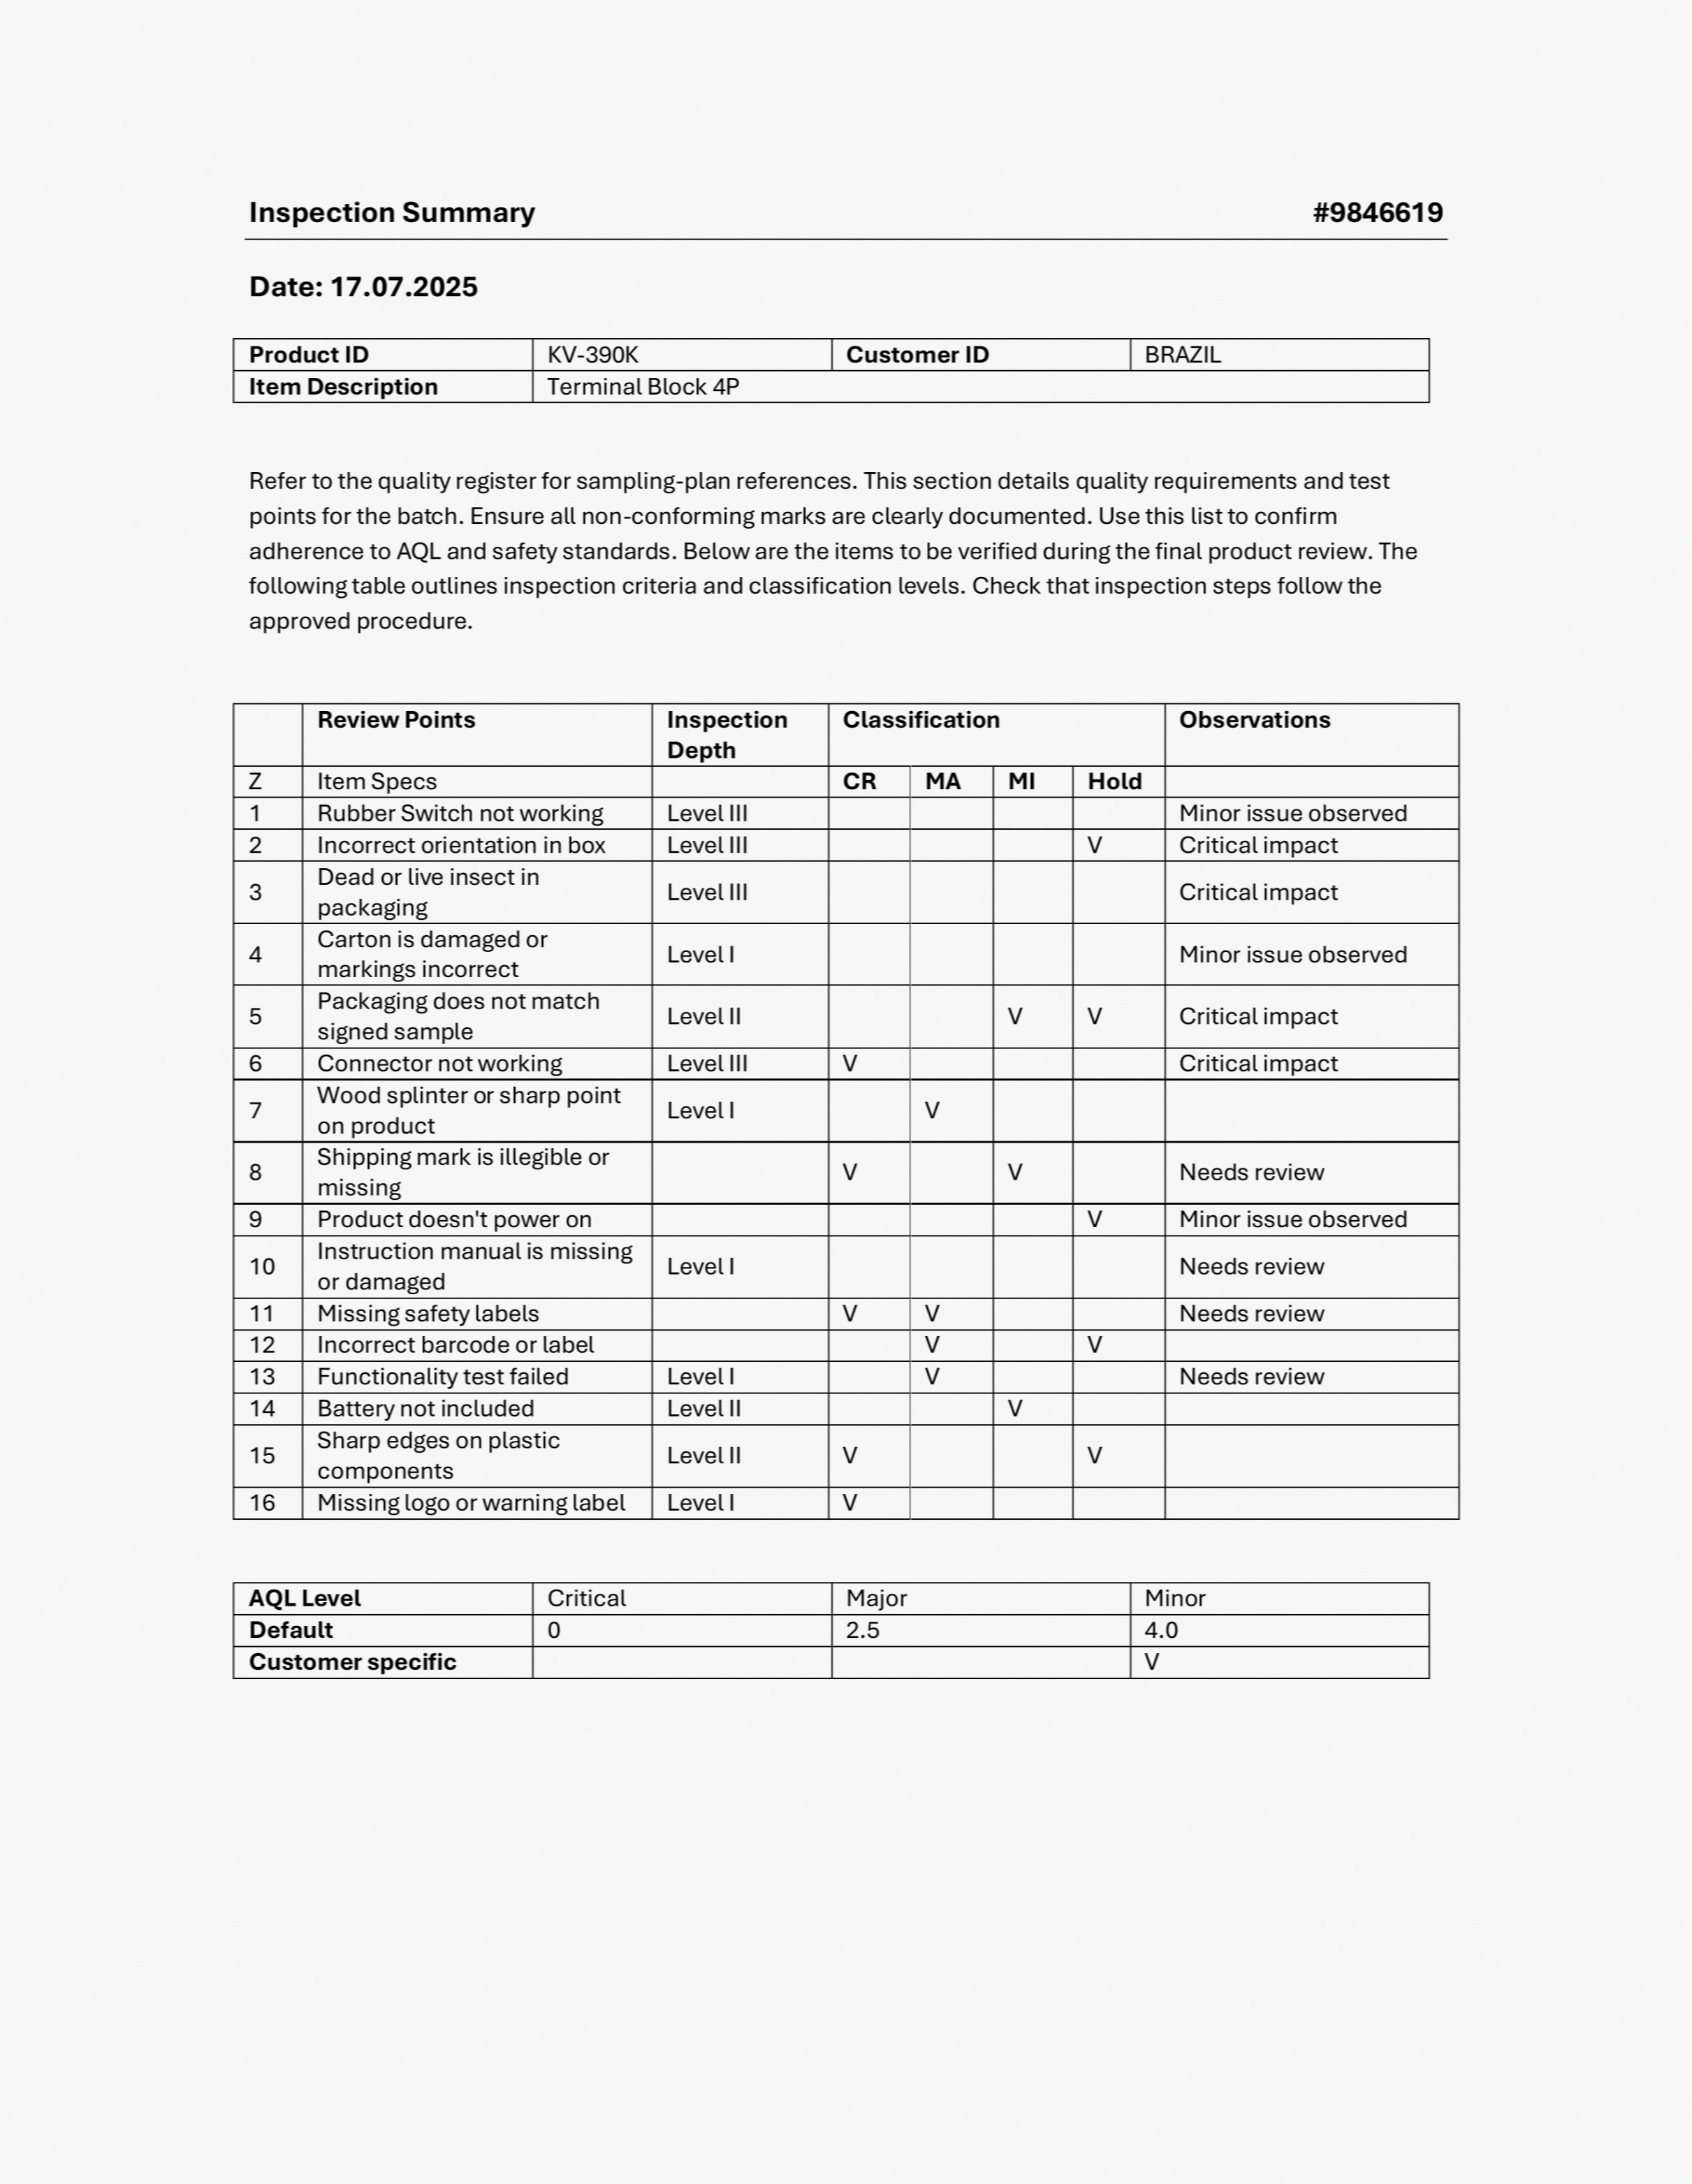 Inspection Summary #9846619
Date: 17.07.2025
Product ID KV-390K Customer ID BRAZIL
Item Description Terminal Block 4P
Refer to the quality register for sampling-plan references. This section details quality requirements and test
points for the batch. Ensure all non-conforming marks are clearly documented. Use this list to confirm
adherence to AQL and safety standards. Below are the items to be verified during the final product review. The
following table outlines inspection criteria and classification levels. Check that inspection steps follow the
approved procedure.
Review Points Inspection Depth Classification Observations
Z Item Specs CR MA MI Hold
1 Rubber Switch not working Level III Minor issue observed
2 Incorrect orientation in box Level III V Critical impact
3 Dead or live insect in packaging Level III Critical impact
4 Carton is damaged or markings incorrect Level I Minor issue observed
5 Packaging does not match signed sample Level II V V Critical impact
6 Connector not working Level III V Critical impact
7 Wood splinter or sharp point on product Level I V
8 Shipping mark is illegible or missing V V Needs review
9 Product doesn't power on V Minor issue observed
10 Instruction manual is missing or damaged Level I Needs review
11 Missing safety labels V V Needs review
12 Incorrect barcode or label V V
13 Functionality test failed Level I V Needs review
14 Battery not included Level II V
15 Sharp edges on plastic components Level II V V
16 Missing logo or warning label Level I V
AQL Level Critical Major Minor
Default 0 2.5 4.0
Customer specific V